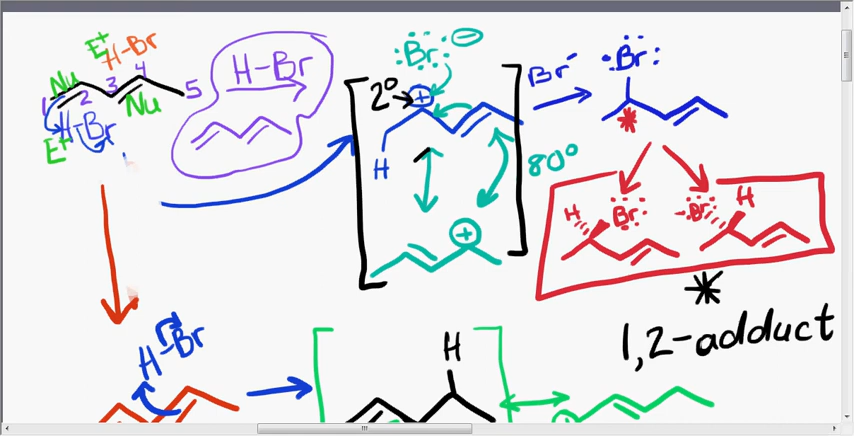 E+ H-Br
Nu
1 2 3 4 5
Nu
H-Br
E+
H-Br
Br -
2° +
H
+
80°
Br-
Br
*
H Br
Br H
*
1,2-adduct
H-Br
H
+